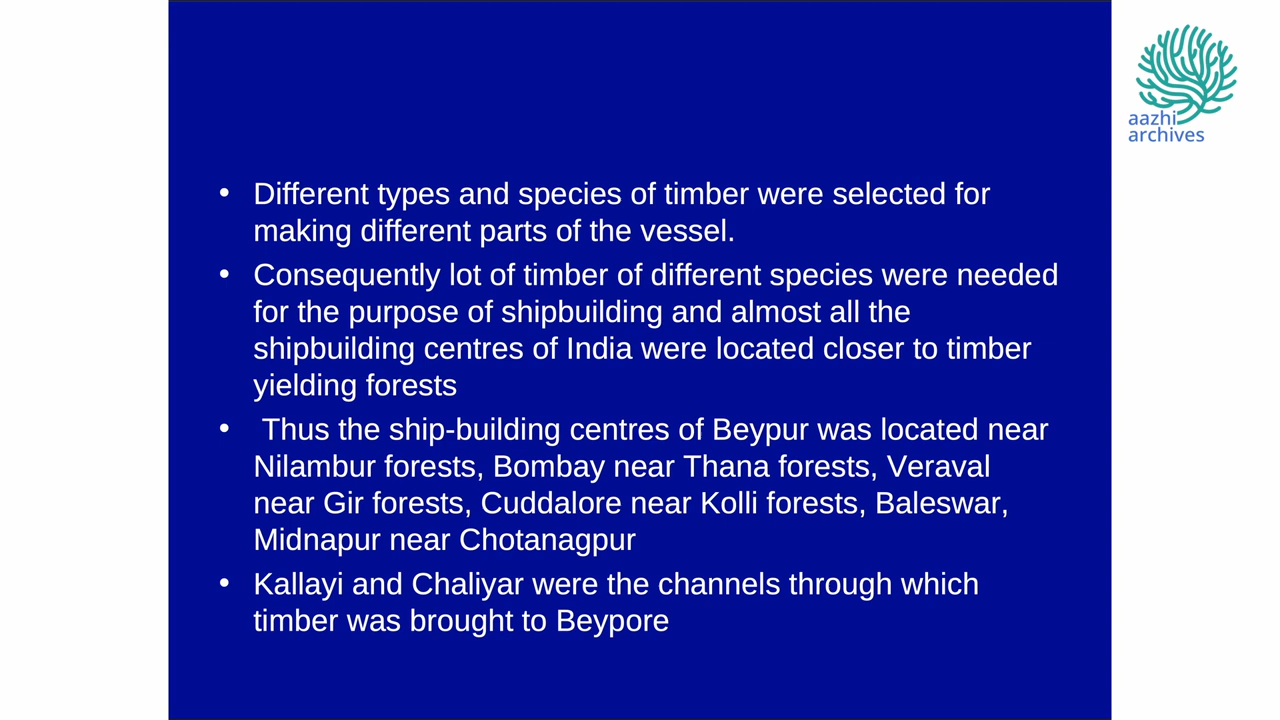 • Different types and species of timber were selected for
making different parts of the vessel.
• Consequently lot of timber of different species were needed
for the purpose of shipbuilding and almost all the
shipbuilding centres of India were located closer to timber
yielding forests
• Thus the ship-building centres of Beypur was located near
Nilambur forests, Bombay near Thana forests, Veraval
near Gir forests, Cuddalore near Kolli forests, Baleswar,
Midnapur near Chotanagpur
• Kallayi and Chaliyar were the channels through which
timber was brought to Beypore
aazhi
archives